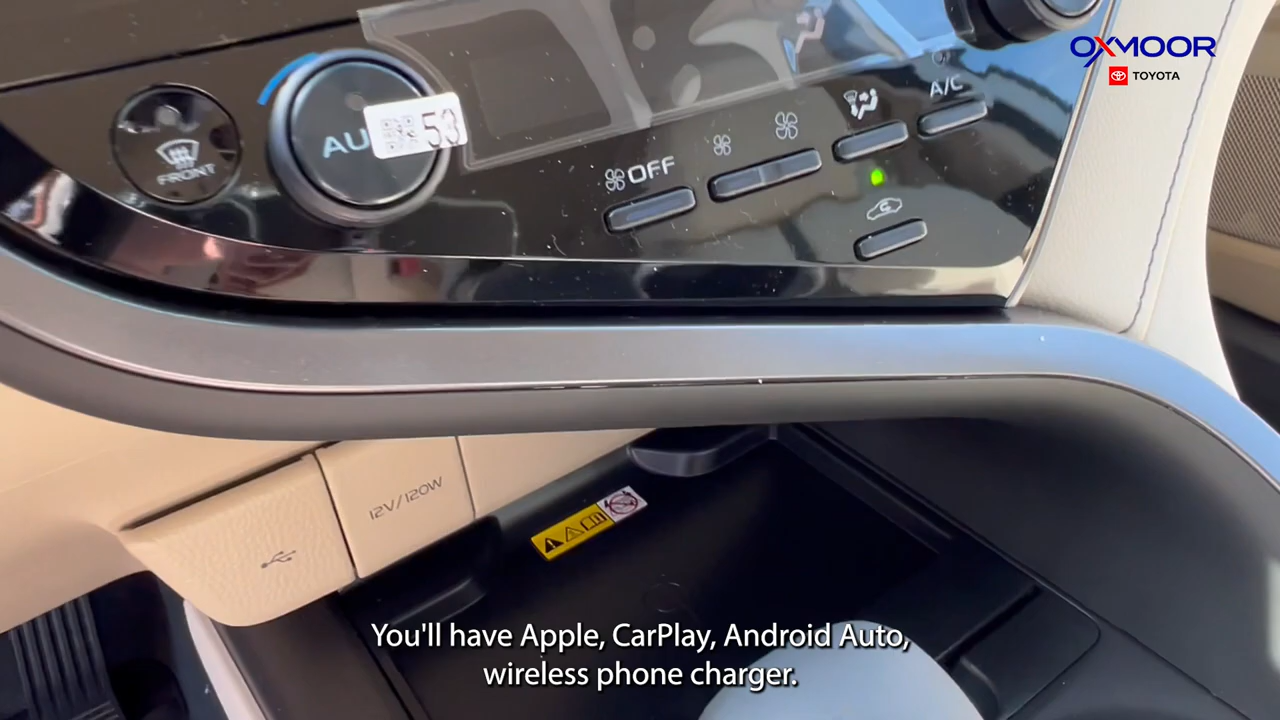 OXMOOR
TOYOTA
A/C
AU
53
OFF
FRONT
12V/120W
You'll have Apple, CarPlay, Android Auto,
wireless phone charger.